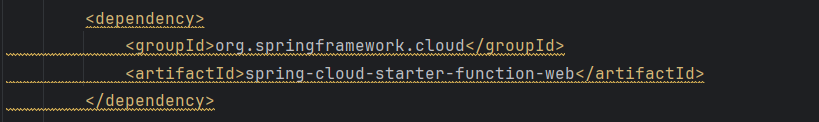 <dependency>
<groupId>org.springframework.cloud</groupId>
<artifactId>spring-cloud-starter-function-web</artifactId>
</dependency>